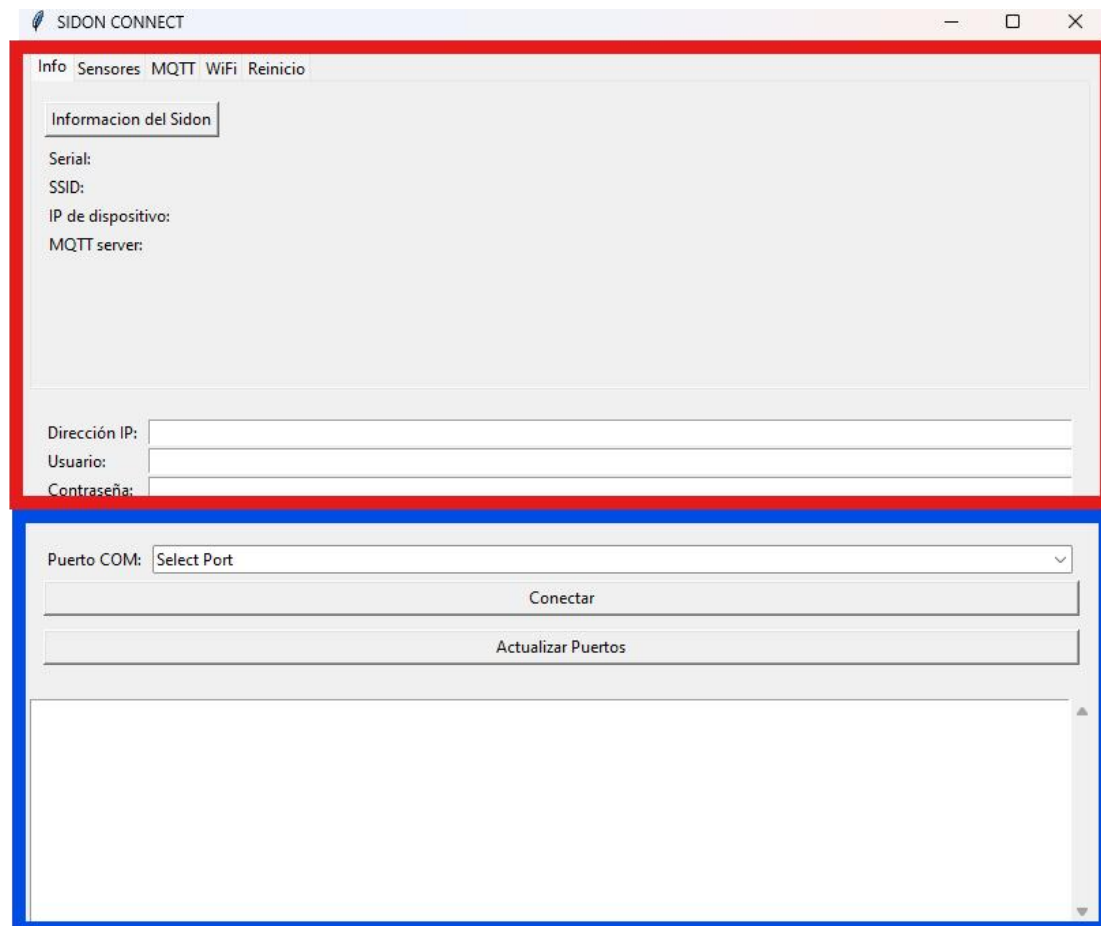 SIDON CONNECT
Info Sensores MQTT WiFi Reinicio
Informacion del Sidon
Serial:
SSID:
IP de dispositivo:
MQTT server:
Dirección IP:
Usuario:
Contraseña:
Puerto COM: Select Port
Conectar
Actualizar Puertos